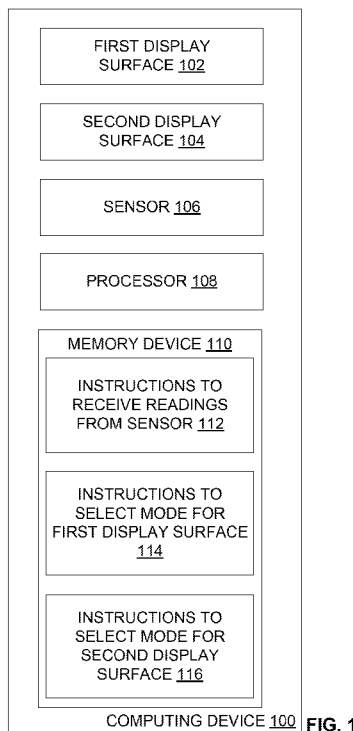 FIRST DISPLAY
SURFACE 102
SECOND DISPLAY
SURFACE 104
SENSOR 106
PROCESSOR 108
MEMORY DEVICE 110
INSTRUCTIONS TO
RECEIVE READINGS
FROM SENSOR 112
INSTRUCTIONS TO
SELECT MODE FOR
FIRST DISPLAY SURFACE
114
INSTRUCTIONS TO
SELECT MODE FOR
SECOND DISPLAY
SURFACE 116
COMPUTING DEVICE 100 FIG. 1